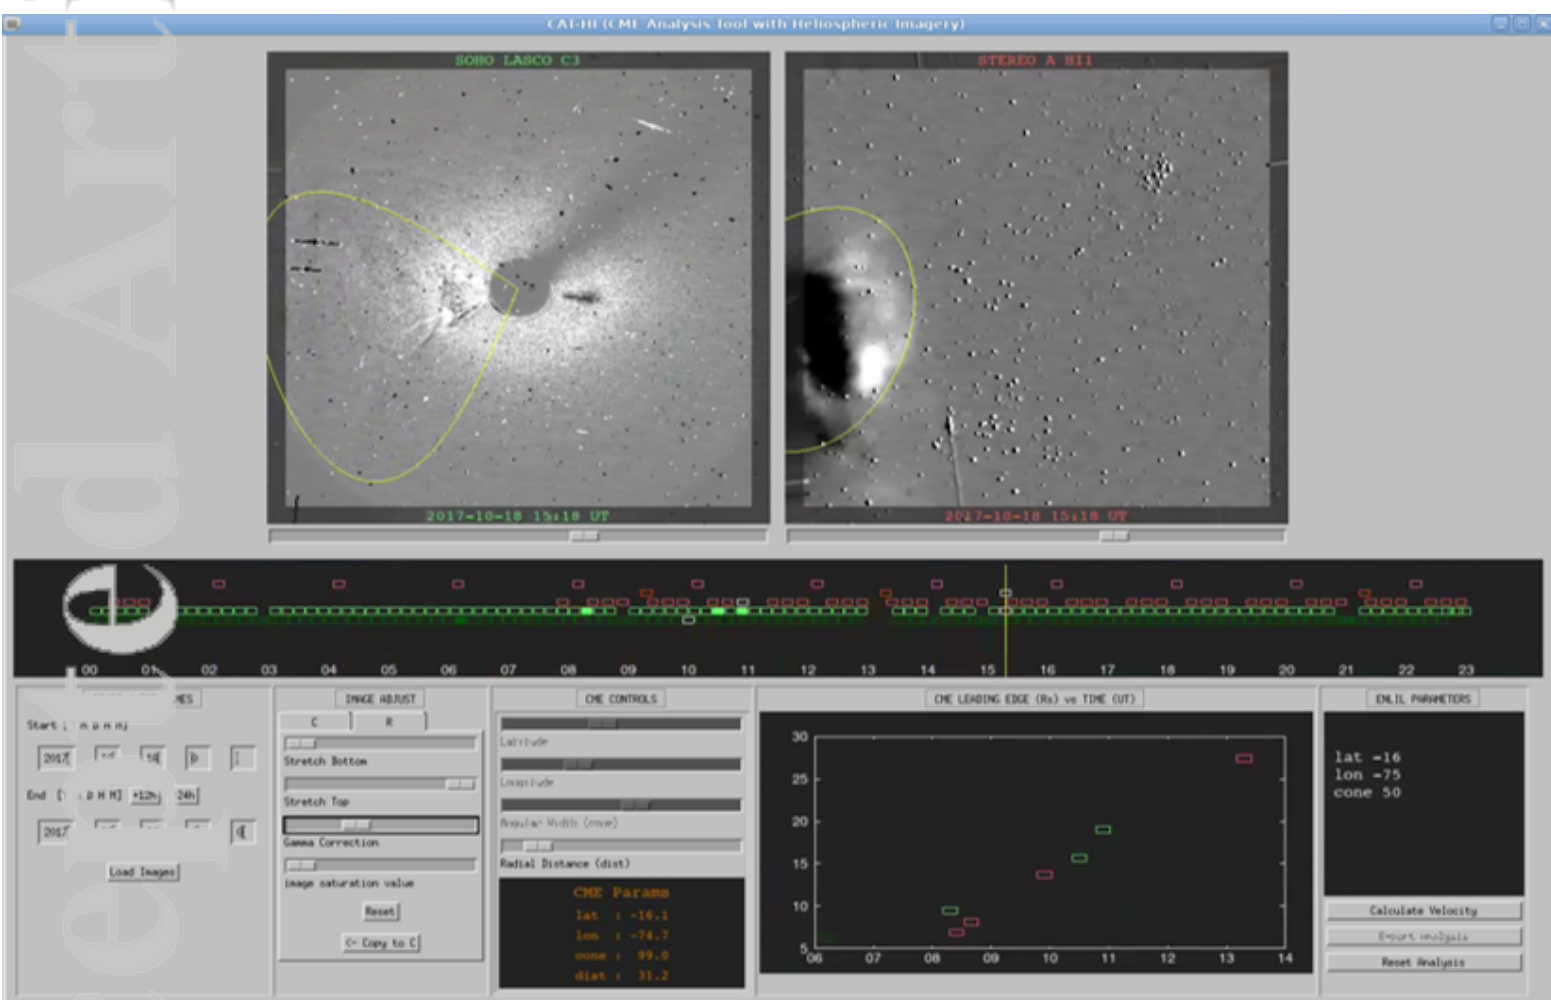 CAT-HI (CME Analysis Tool with Heliospheric Imagery)
SOHO LASCO C3
STEREO A HI1
2017-10-18 15:18 UT
2017-10-18 15:18 UT
00 01 02 03 04 05 06 07 08 09 10 11 12 13 14 15 16 17 18 19 20 21 22 23
Start
2017 18 0
End
D H M] +12h
2017
Load Images
IMAGE ADJUST
C R
Stretch Bottom
Stretch Top
Gamma Correction
image saturation value
Reset
<- Copy to C
CME CONTROLS
Latitude
Longitude
Angular Width (cone)
Radial Distance (dist)
CME Params
lat : -16.1
lon : -74.7
cone : 99.0
dist : 31.2
CME LEADING EDGE (Rs) vs TIME (UT)
30
25
20
15
10
5
06 07 08 09 10 11 12 13 14
ENLIL PARAMETERS
lat -16
lon -75
cone 50
Calculate Velocity
Export Analysis
Reset Analysis
d Art
e